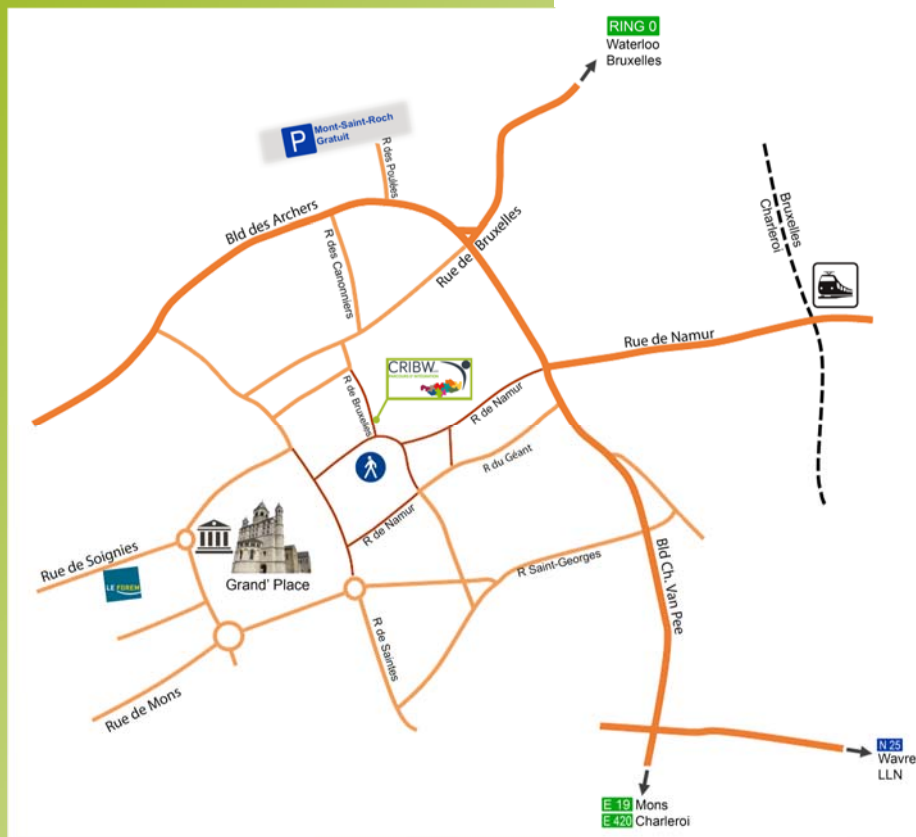 RING 0
Waterloo
Bruxelles
P
Mont-Saint-Roch
Gratuit
R des Poulées
Bld des Archers
R des Canonniers
Rue de Bruxelles
Bruxelles
Charleroi
Rue de Namur
CRIBW
R de Bruxelles
R de Namur
R du Géant
R de Namur
Rue de Soignies
LE FOREM
Grand' Place
R Saint-Georges
Bld Ch. Van Pee
R de Saintes
Rue de Mons
N 25
Wavre
LLN
E 19 Mons
E 420 Charleroi